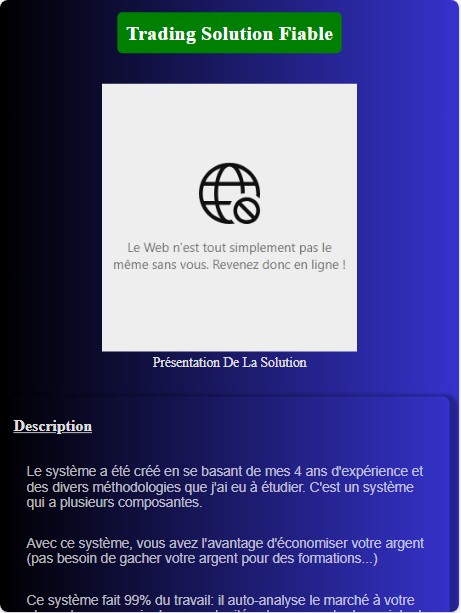 Trading Solution Fiable
Le Web n'est tout simplement pas le
même sans vous. Revenez donc en ligne !
Présentation De La Solution
Description
Le système a été créé en se basant de mes 4 ans d'expérience et
des divers méthodologies que j'ai eu à étudier. C'est un système
qui a plusieurs composantes.
Avec ce système, vous avez l'avantage d'économiser votre argent
(pas besoin de gacher votre argent pour des formations...)
Ce système fait 99% du travail: il auto-analyse le marché à votre